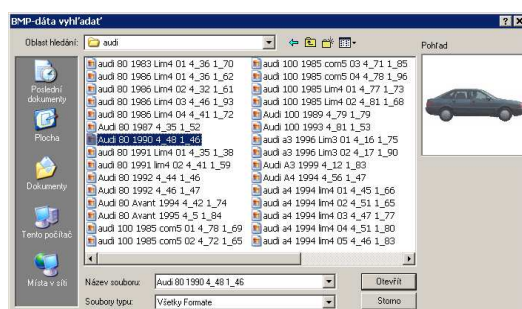 BMP-dáta vyhľadať
Oblast hledání: audi
Pohľad
Poslední dokumenty
Plocha
Dokumenty
Tento počítač
Místa v síti
audi 80 1983 Lim4 01 4_36 1_70
audi 80 1986 Lim4 01 4_36 1_62
audi 80 1986 Lim4 02 4_32 1_61
audi 80 1986 Lim4 03 4_46 1_93
audi 80 1986 Lim4 04 4_41 1_72
Audi 80 1987 4_35 1_52
Audi 80 1990 4_48 1_46
audi 80 1991 Lim4 01 4_35 1_38
audi 80 1991 lim4 02 4_41 1_59
Audi 80 1992 4_44 1_46
Audi 80 1992 4_46 1_47
Audi 80 Avant 1994 4_42 1_74
Audi 80 Avant 1995 4_5 1_84
audi 100 1985 com5 01 4_78 1_69
audi 100 1985 com5 02 4_72 1_65
audi 100 1985 com5 03 4_71 1_85
audi 100 1985 com5 04 4_78 1_96
audi 100 1985 Lim4 01 4_77 1_73
audi 100 1985 Lim4 02 4_81 1_68
Audi 100 1989 4_79 1_79
Audi 100 1993 4_81 1_53
audi a3 1996 Lim3 01 4_16 1_75
audi a3 1996 Lim3 02 4_17 1_90
Audi A3 1999 4_12 1_83
Audi A4 1994 4_56 1_47
audi a4 1994 lim4 01 4_45 1_66
audi a4 1994 lim4 02 4_51 1_65
audi a4 1994 lim4 03 4_47 1_77
audi a4 1994 lim4 04 4_51 1_80
audi a4 1994 lim4 05 4_46 1_83
Název souboru: Audi 80 1990 4_48 1_46
Otevřít
Soubory typu: Všetky Formate
Storno